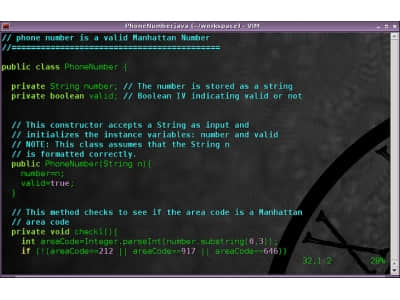 PhoneNumber.java (~/workspace) - VIM
// phone number is a valid Manhattan Number
//=========================================
public class PhoneNumber {
private String number; // The number is stored as a string
private boolean valid; // Boolean IV indicating valid or not
// This constructor accepts a String as input and
// initializes the instance variables: number and valid
// NOTE: This class assumes that the String n
// is formatted correctly.
public PhoneNumber(String n){
number=n;
valid=true;
}
// This method checks to see if the area code is a Manhattan
// area code
private void check1(){
int areaCode=Integer.parseInt(number.substring(0,3));
if (!(areaCode==212 || areaCode==917 || areaCode==646))
32,1-2 20%